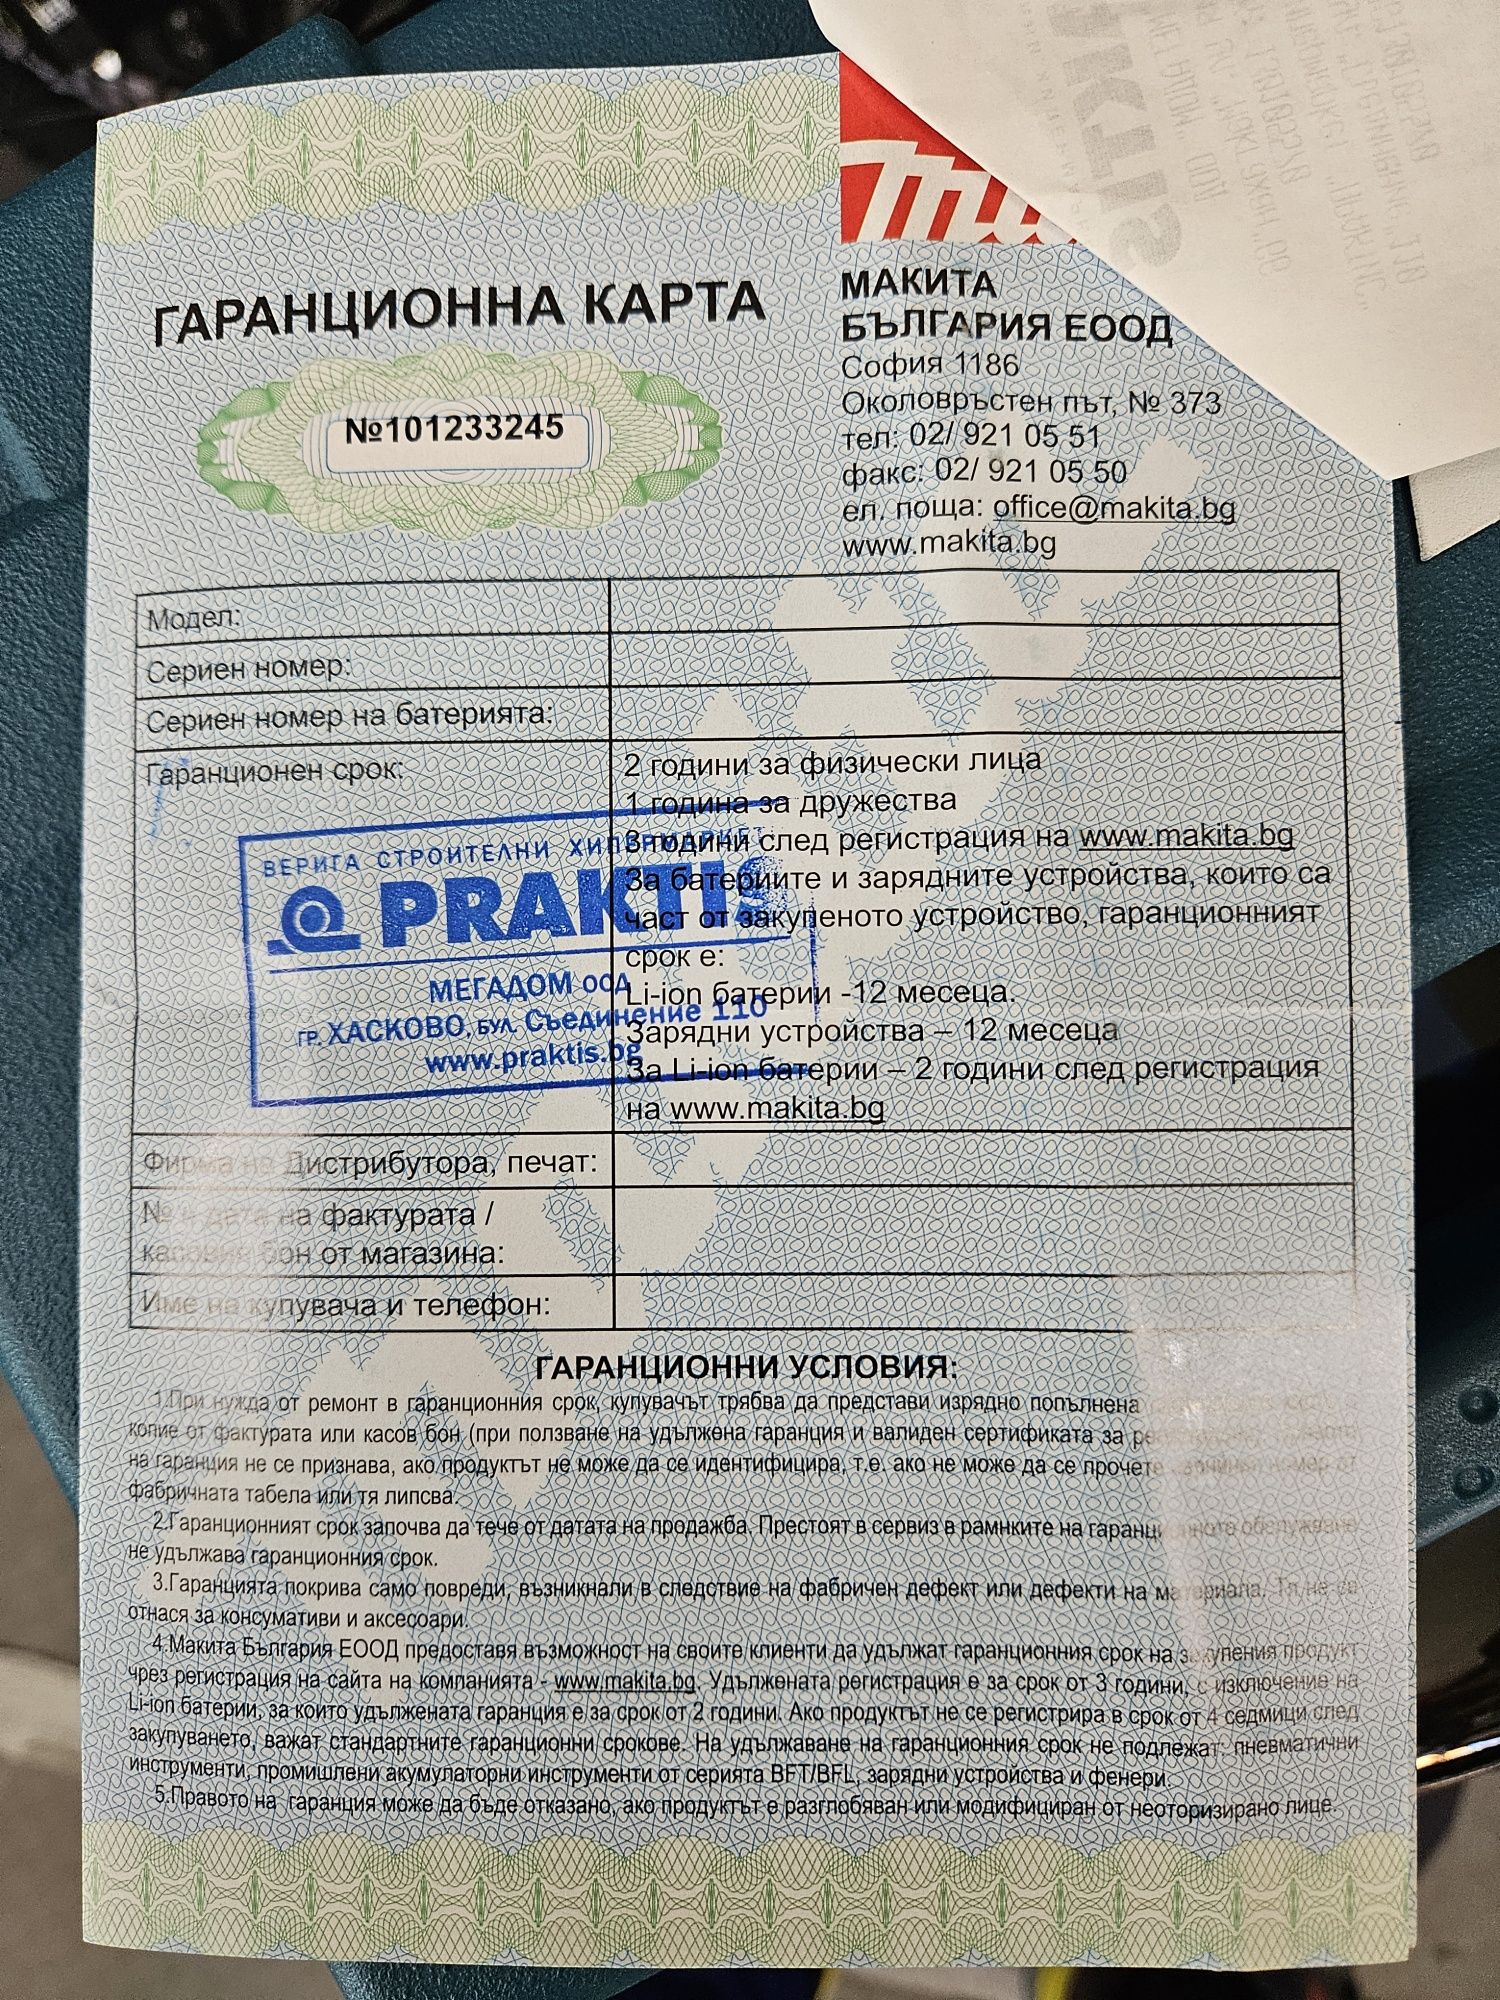 ГАРАНЦИОННА КАРТА
№101233245
МАКИТА
БЪЛГАРИЯ ЕООД
София 1186
Околовръстен път, № 373
тел: 02/ 921 05 51
факс: 02/ 921 05 50
ел. поща: office@makita.bg
www.makita.bg
Модел:
Сериен номер:
Сериен номер на батерията:
Гаранционен срок:
2 години за физически лица
1 година за дружества
3 години след регистрация на www.makita.bg
За батериите и зарядните устройства, които са
част от закупеното устройство, гаранционният
срок е:
Li-ion батерии -12 месеца.
Зарядни устройства – 12 месеца
За Li-ion батерии – 2 години след регистрация
на www.makita.bg
ВЕРИГА СТРОИТЕЛНИ ХИПЕРМАРКЕТИ
PRAKTIS
МЕГАДОМ ООД
ГР. ХАСКОВО, БУЛ. Съединение 110
www.praktis.bg
Фирма на Дистрибутора, печат:
№ и дата на фактурата /
касовия бон от магазина:
Име на купувача и телефон:
ГАРАНЦИОННИ УСЛОВИЯ:
1.При нужда от ремонт в гаранционния срок, купувачът трябва да представи изрядно попълнена
копие от фактурата или касов бон (при ползване на удължена гаранция и валиден сертификата за
на гаранция не се признава, ако продуктът не може да се идентифицира, т.е. ако не може да се прочете номер от
фабричната табела или тя липсва.
2.Гаранционният срок започва да тече от датата на продажба. Престоят в сервиз в рамките на гаранционното обслужване
не удължава гаранционния срок.
3.Гаранцията покрива само повреди, възникнали в следствие на фабричен дефект или дефекти на материала. Тя не се
отнася за консумативи и аксесоари.
4.Макита България ЕООД предоставя възможност на своите клиенти да удължат гаранционния срок на закупения продукт
чрез регистрация на сайта на компанията - www.makita.bg. Удължената регистрация е за срок от 3 години, с изключение на
Li-ion батерии, за които удължената гаранция е за срок от 2 години. Ако продуктът не се регистрира в срок от 4 седмици след
закупуването, важат стандартните гаранционни срокове. На удължаване на гаранционния срок не подлежат: пневматични
инструменти, промишлени акумулаторни инструменти от серията BFT/BFL, зарядни устройства и фенери.
5.Правото на гаранция може да бъде отказано, ако продуктът е разглобяван или модифициран от неоторизирано лице.